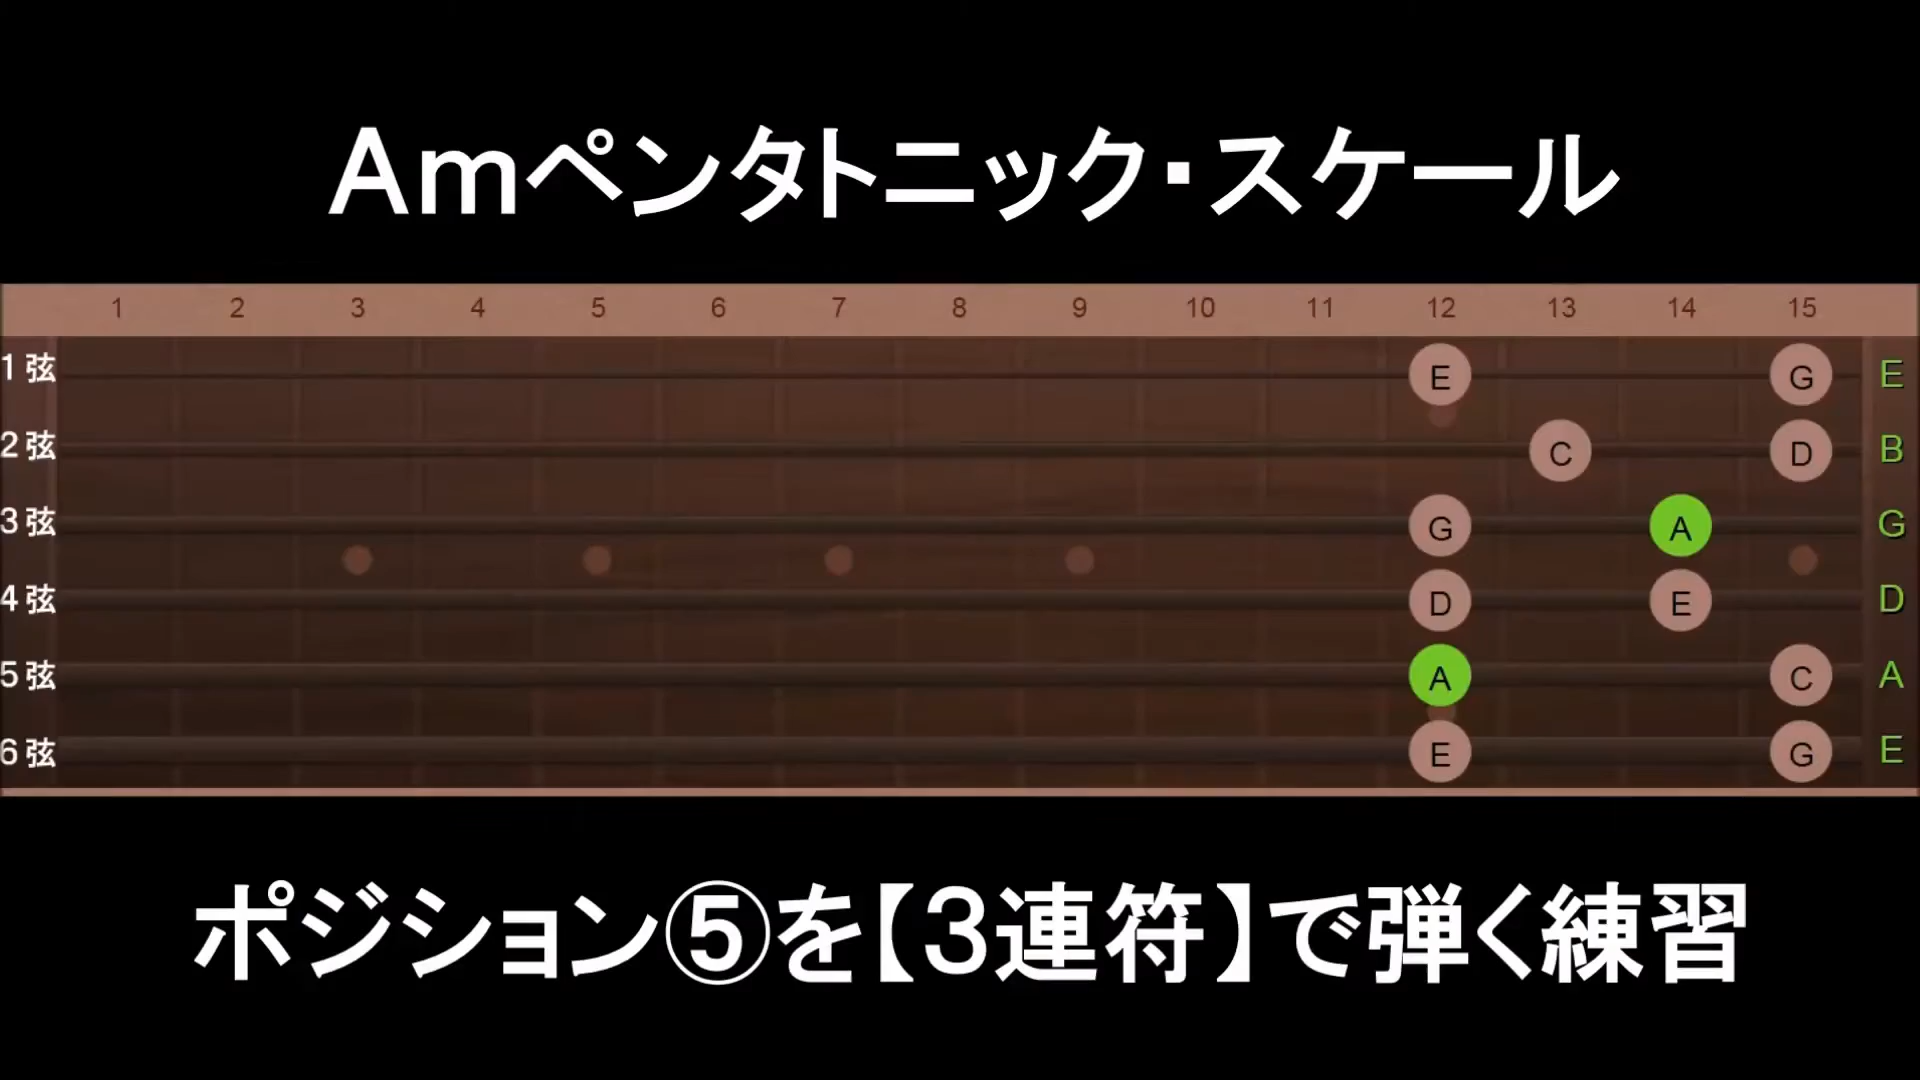 Amペンタトニック・スケール
1 2 3 4 5 6 7 8 9 10 11 12 13 14 15
1弦 E G E
2弦 C D B
3弦 G A G
4弦 D E D
5弦 A C A
6弦 E G E
ポジション⑤を【3連符】で弾く練習